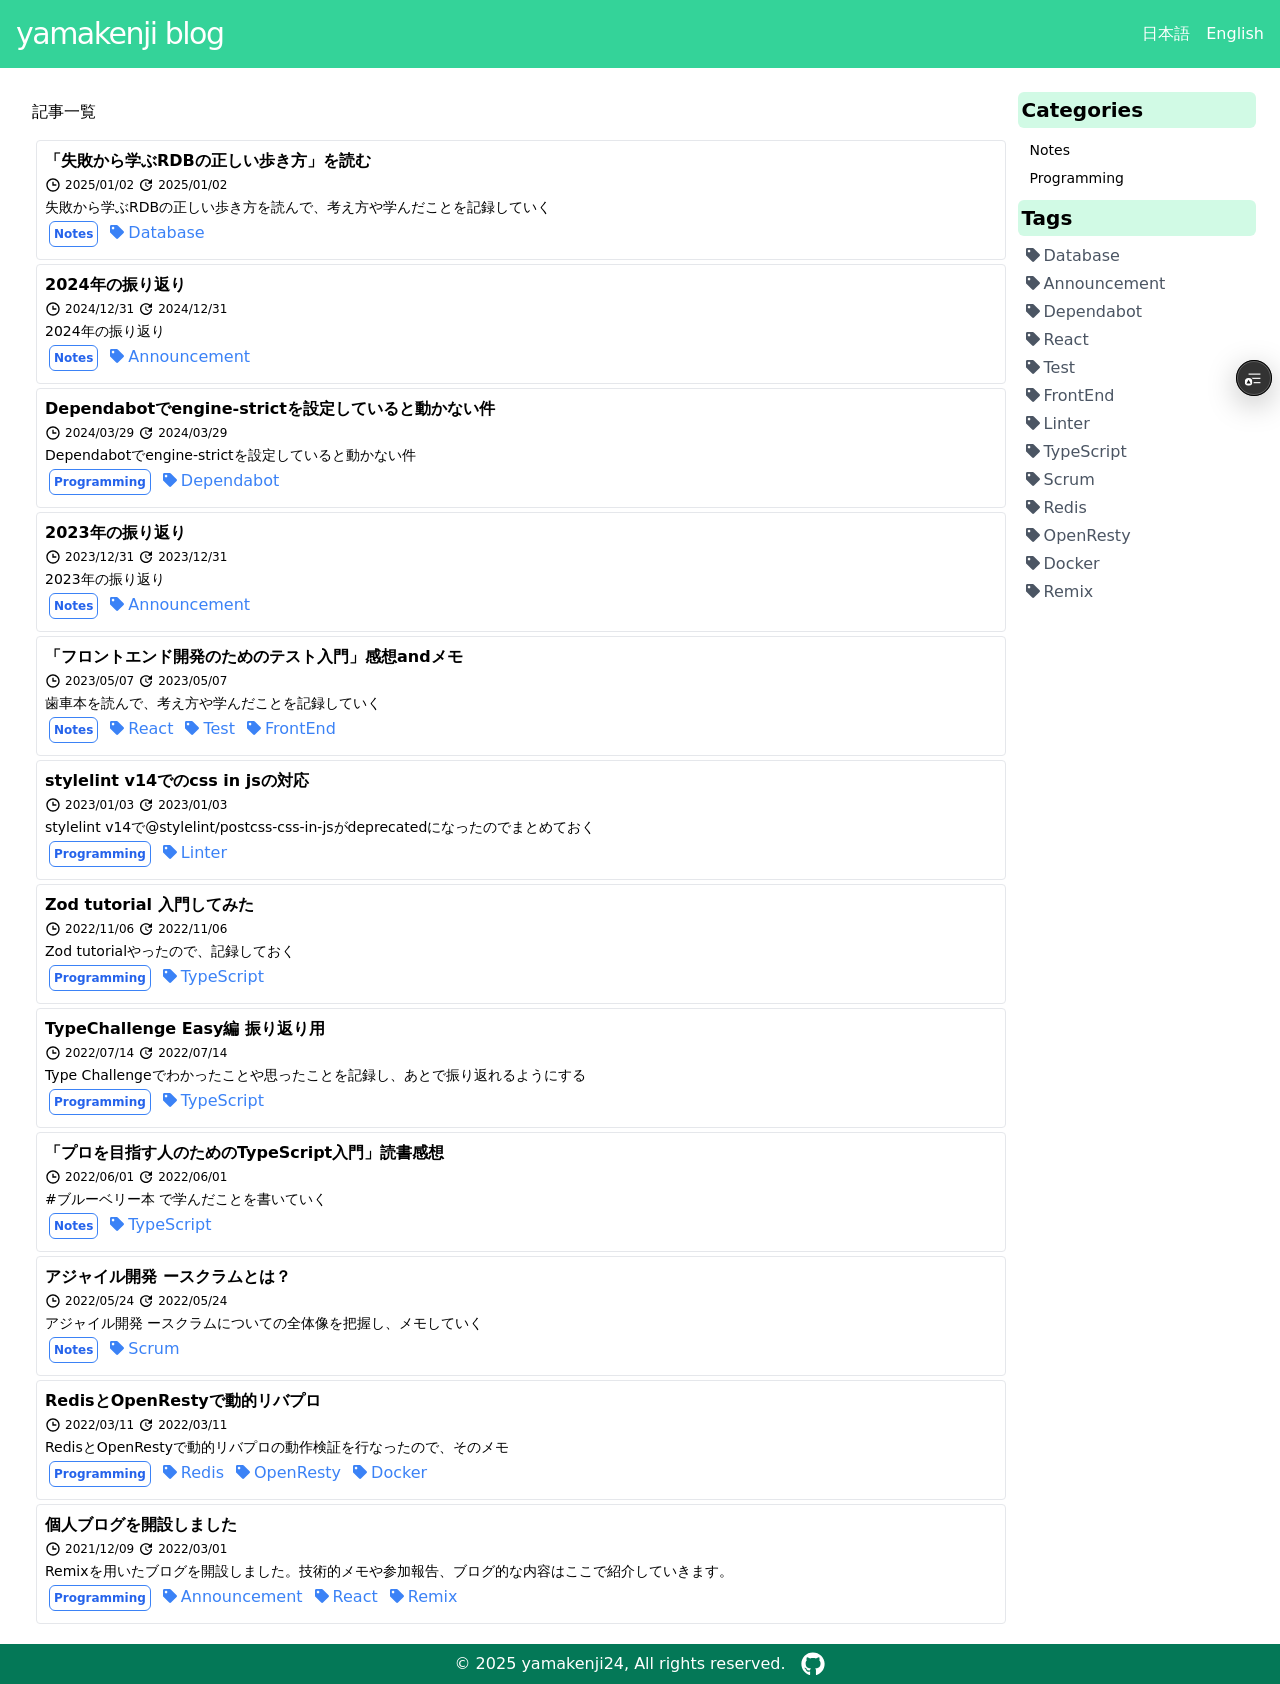 yamakenji blog
日本語 English
記事一覧
「失敗から学ぶRDBの正しい歩き方」を読む
2025/01/02 2025/01/02
失敗から学ぶRDBの正しい歩き方を読んで、考え方や学んだことを記録していく
Notes Database
2024年の振り返り
2024/12/31 2024/12/31
2024年の振り返り
Notes Announcement
Dependabotでengine-strictを設定していると動かない件
2024/03/29 2024/03/29
Dependabotでengine-strictを設定していると動かない件
Programming Dependabot
2023年の振り返り
2023/12/31 2023/12/31
2023年の振り返り
Notes Announcement
「フロントエンド開発のためのテスト入門」感想andメモ
2023/05/07 2023/05/07
歯車本を読んで、考え方や学んだことを記録していく
Notes React Test FrontEnd
stylelint v14でのcss in jsの対応
2023/01/03 2023/01/03
stylelint v14で@stylelint/postcss-css-in-jsがdeprecatedになったのでまとめておく
Programming Linter
Zod tutorial 入門してみた
2022/11/06 2022/11/06
Zod tutorialやったので、記録しておく
Programming TypeScript
TypeChallenge Easy編 振り返り用
2022/07/14 2022/07/14
Type Challengeでわかったことや思ったことを記録し、あとで振り返れるようにする
Programming TypeScript
「プロを目指す人のためのTypeScript入門」読書感想
2022/06/01 2022/06/01
#ブルーベリー本 で学んだことを書いていく
Notes TypeScript
アジャイル開発 ースクラムとは？
2022/05/24 2022/05/24
アジャイル開発 ースクラムについての全体像を把握し、メモしていく
Notes Scrum
RedisとOpenRestyで動的リバプロ
2022/03/11 2022/03/11
RedisとOpenRestyで動的リバプロの動作検証を行なったので、そのメモ
Programming Redis OpenResty Docker
個人ブログを開設しました
2021/12/09 2022/03/01
Remixを用いたブログを開設しました。技術的メモや参加報告、ブログ的な内容はここで紹介していきます。
Programming Announcement React Remix
Categories
Notes
Programming
Tags
Database
Announcement
Dependabot
React
Test
FrontEnd
Linter
TypeScript
Scrum
Redis
OpenResty
Docker
Remix
© 2025 yamakenji24, All rights reserved.